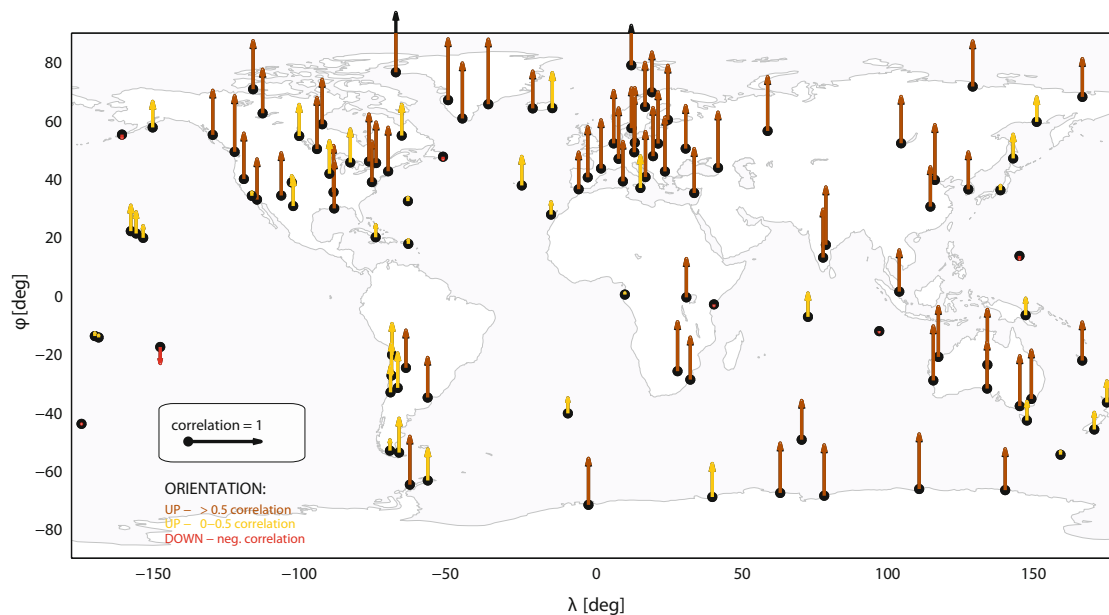 80
60
40
20
0
−20
−40
−60
−80
φ [deg]
correlation = 1
ORIENTATION:
UP − > 0.5 correlation
UP − 0−0.5 correlation
DOWN − neg. correlation
−150
−100
−50
0
50
100
150
λ [deg]